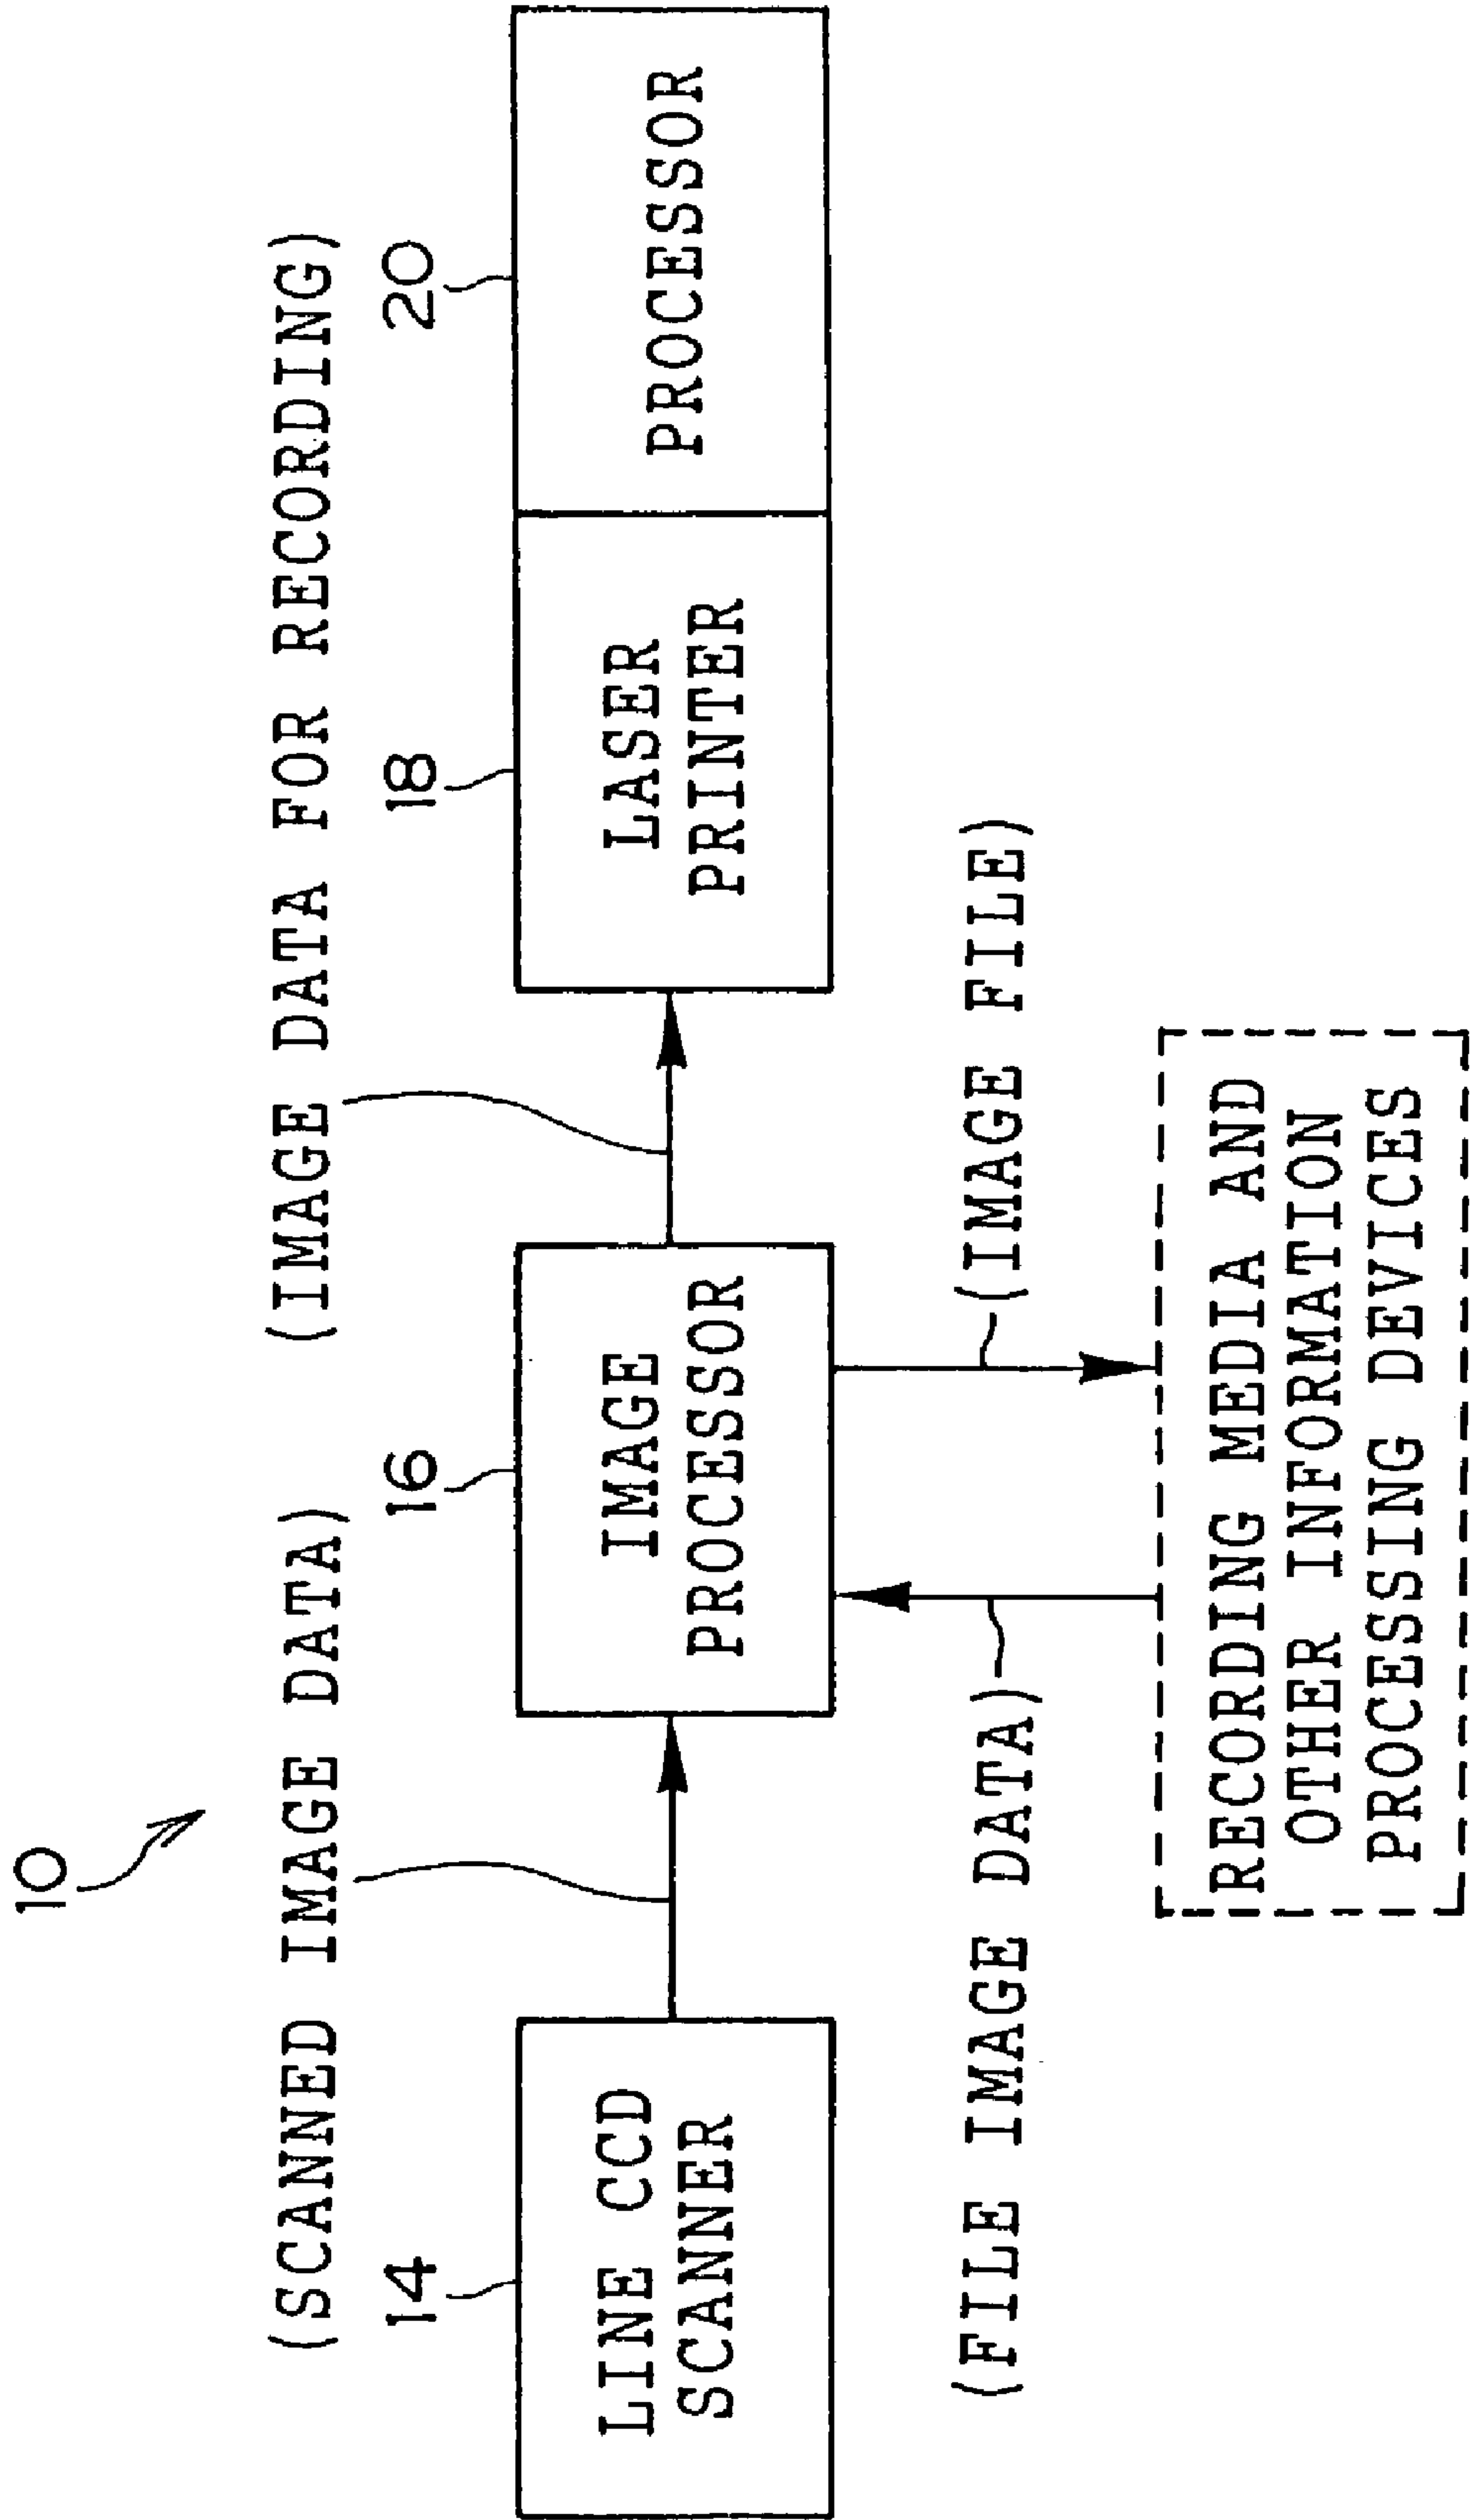 10
(SCANNED IMAGE DATA)
(IMAGE DATA FOR RECORDING)
14
16
18
20
LINE CCD
SCANNER
IMAGE
PROCESSOR
LASER
PRINTER
PROCESSOR
(FILE IMAGE DATA)
(IMAGE FILE)
RECORDING MEDIA AND
OTHER INFORMATION
PROCESSING DEVICES